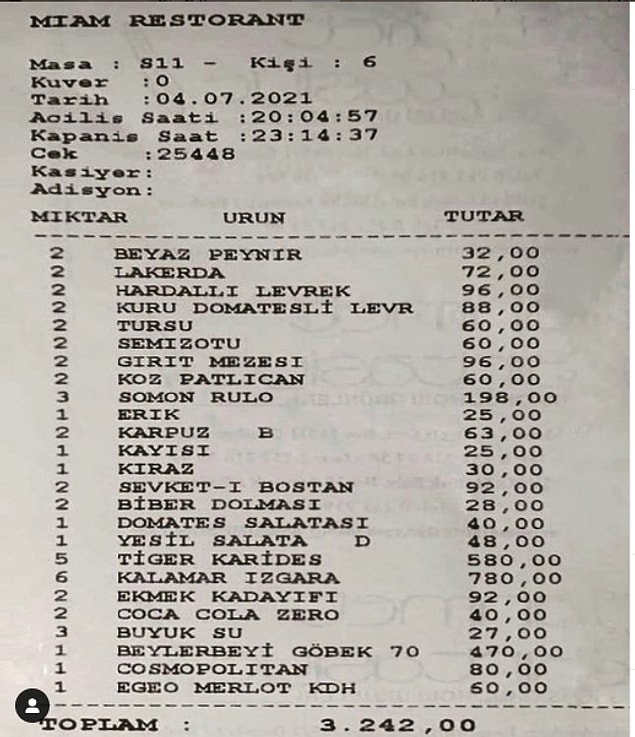 MIAM RESTORANT
Masa : S11 - Kişi : 6
Kuver :0
Tarih :04.07.2021
Acilis Saati :20:04:57
Kapanis Saat :23:14:37
Cek :25448
Kasiyer:
Adisyon:
MIKTAR URUN TUTAR
2 BEYAZ PEYNIR 32,00
2 LAKERDA 72,00
2 HARDALLI LEVREK 96,00
2 KURU DOMATESLİ LEVR 88,00
2 TURSU 60,00
2 SEMIZOTU 60,00
2 GIRIT MEZESI 96,00
2 KOZ PATLICAN 60,00
3 SOMON RULO 198,00
1 ERIK 25,00
2 KARPUZ B 63,00
1 KAYISI 25,00
1 KIRAZ 30,00
2 SEVKET-I BOSTAN 92,00
2 BİBER DOLMASI 28,00
1 DOMATES SALATASI 40,00
1 YESİL SALATA D 48,00
5 TİGER KARİDES 580,00
6 KALAMAR IZGARA 780,00
2 EKMEK KADAYIFI 92,00
2 COCA COLA ZERO 40,00
3 BUYUK SU 27,00
1 BEYLERBEYİ GÖBEK 70 470,00
1 COSMOPOLITAN 80,00
1 EGEO MERLOT KDH 60,00
TOPLAM : 3.242,00